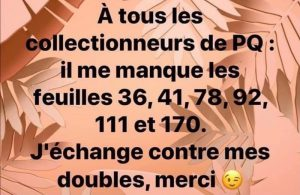 À tous les
collectionneurs de PQ :
il me manque les
feuilles 36, 41, 78, 92,
111 et 170.
J'échange contre mes
doubles, merci 😉